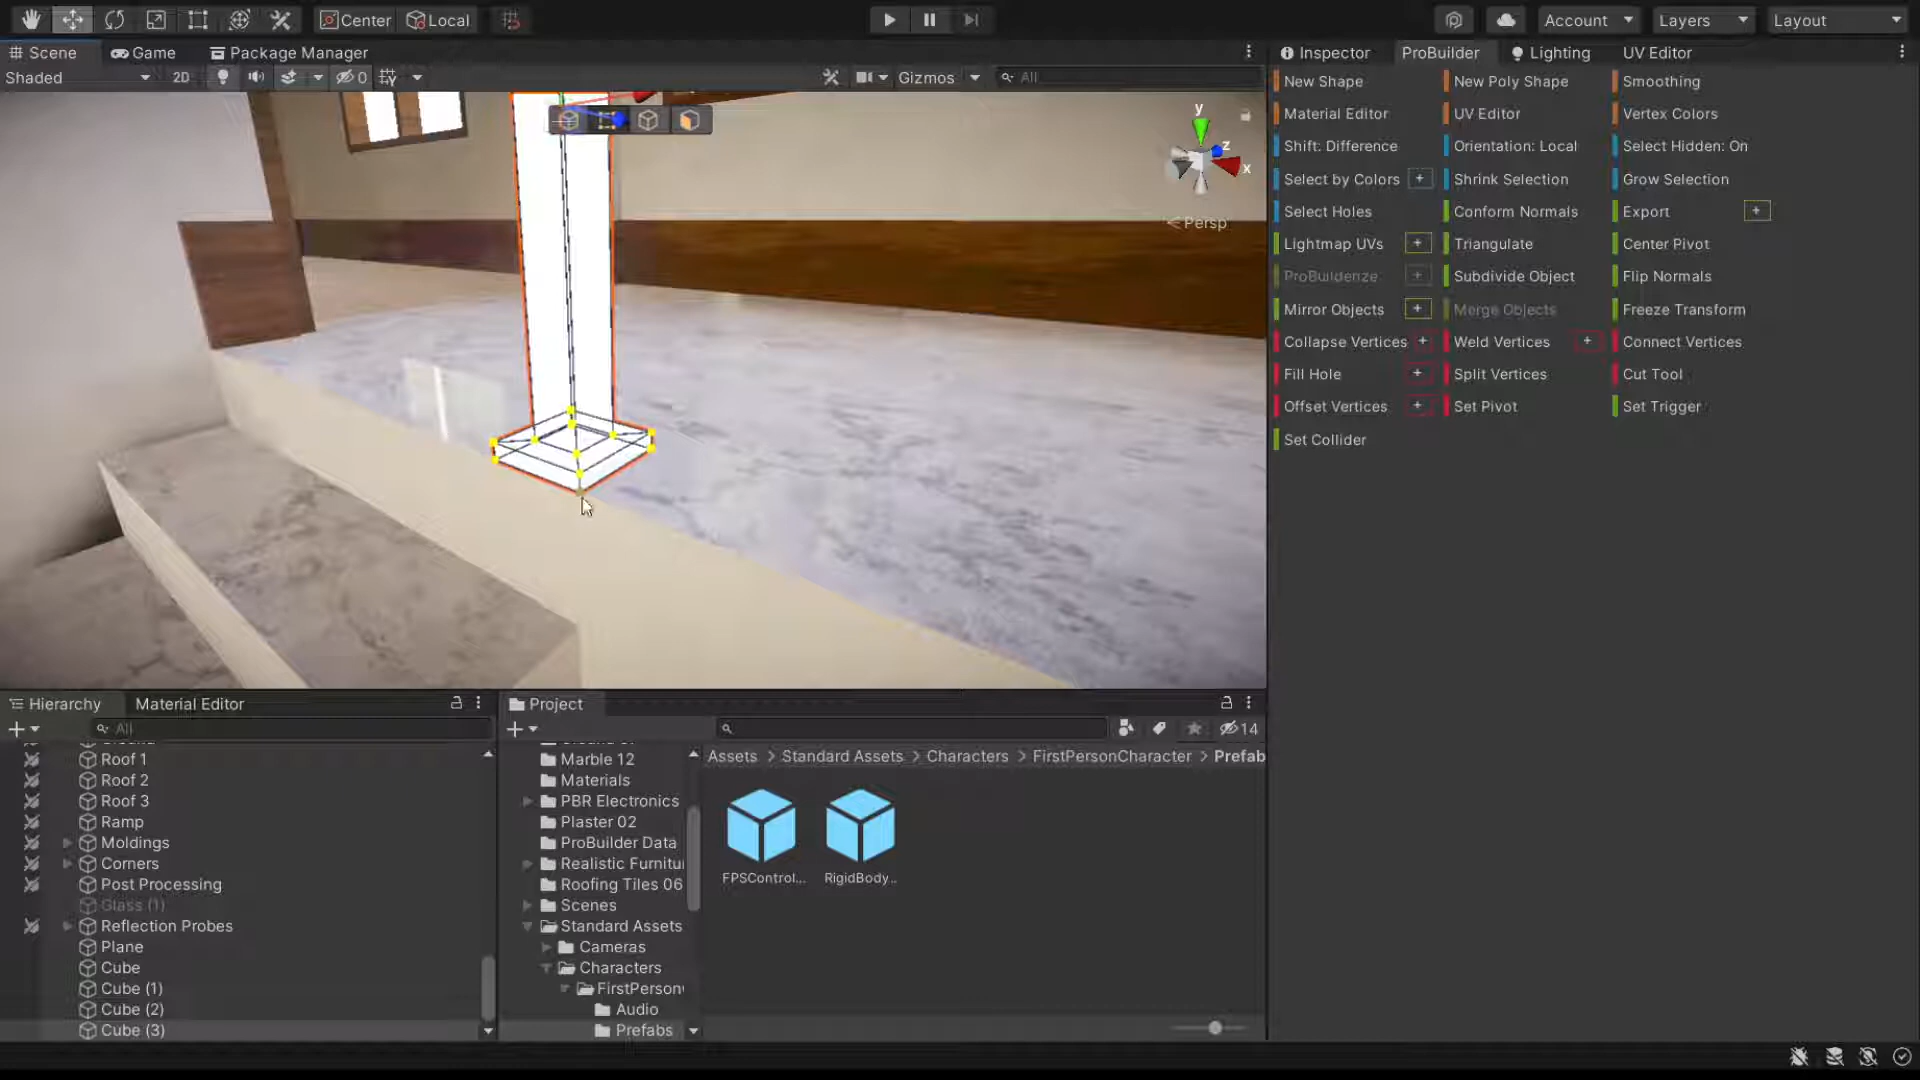 Center
Local
Account
Layers
Layout
Scene
Game
Package Manager
Inspector
ProBuilder
Lighting
UV Editor
Shaded
2D
0
Gizmos
All
y
z
x
Persp
New Shape
New Poly Shape
Smoothing
Material Editor
UV Editor
Vertex Colors
Shift: Difference
Orientation: Local
Select Hidden: On
Select by Colors
Shrink Selection
Grow Selection
Select Holes
Conform Normals
Export
Lightmap UVs
Triangulate
Center Pivot
ProBuilderize
Subdivide Object
Flip Normals
Mirror Objects
Merge Objects
Freeze Transform
Collapse Vertices
Weld Vertices
Connect Vertices
Fill Hole
Split Vertices
Cut Tool
Offset Vertices
Set Pivot
Set Trigger
Set Collider
Hierarchy
Material Editor
Project
All
14
Roof 1
Roof 2
Roof 3
Ramp
Moldings
Corners
Post Processing
Glass (1)
Reflection Probes
Plane
Cube
Cube (1)
Cube (2)
Cube (3)
Marble 12
Materials
PBR Electronics
Plaster 02
ProBuilder Data
Realistic Furnitu
Roofing Tiles 06
Scenes
Standard Assets
Cameras
Characters
FirstPerson
Audio
Prefabs
Assets > Standard Assets > Characters > FirstPersonCharacter > Prefab
FPSControl...
RigidBody...